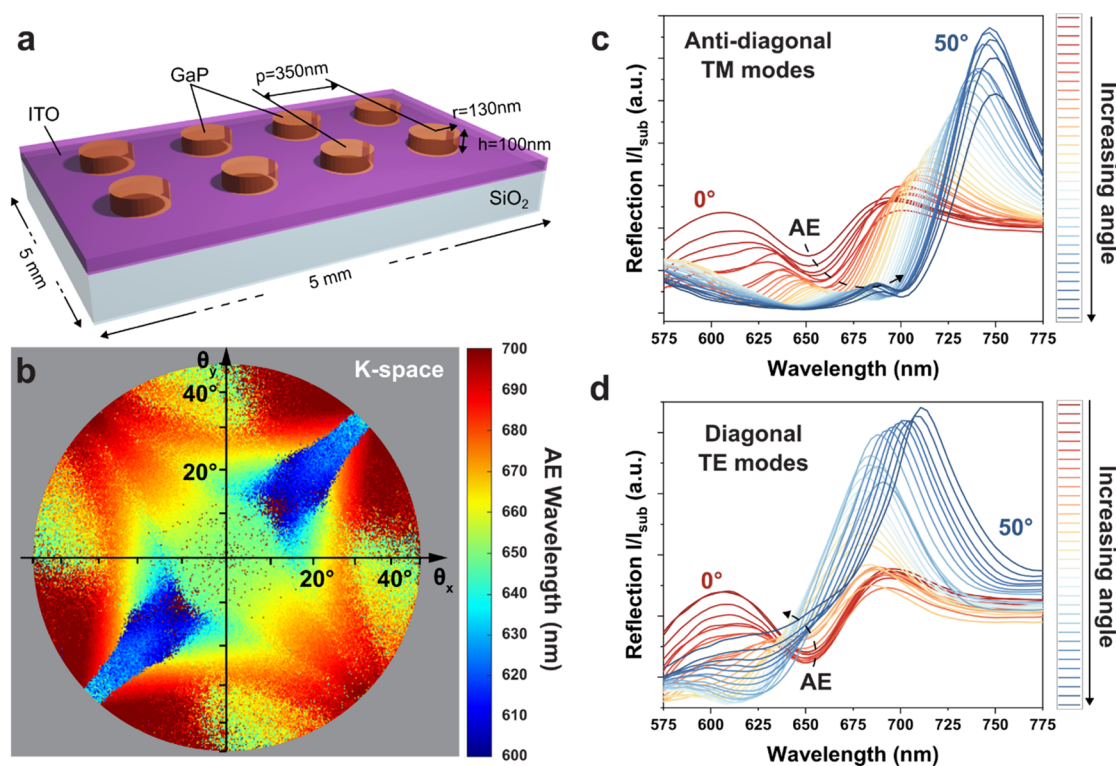 a
GaP
p=350nm
r=130nm
ITO
h=100nm
SiO2
5 mm
5 mm
b
θy
K-space
40°
20°
20°
40°
θx
700
690
680
670
660
650
640
630
620
610
600
AE Wavelength (nm)
c
Anti-diagonal
TM modes
50°
0°
AE
Reflection I/Isub (a.u.)
575 600 625 650 675 700 725 750 775
Wavelength (nm)
Increasing angle
d
Diagonal
TE modes
0°
50°
AE
Reflection I/Isub (a.u.)
575 600 625 650 675 700 725 750 775
Wavelength (nm)
Increasing angle